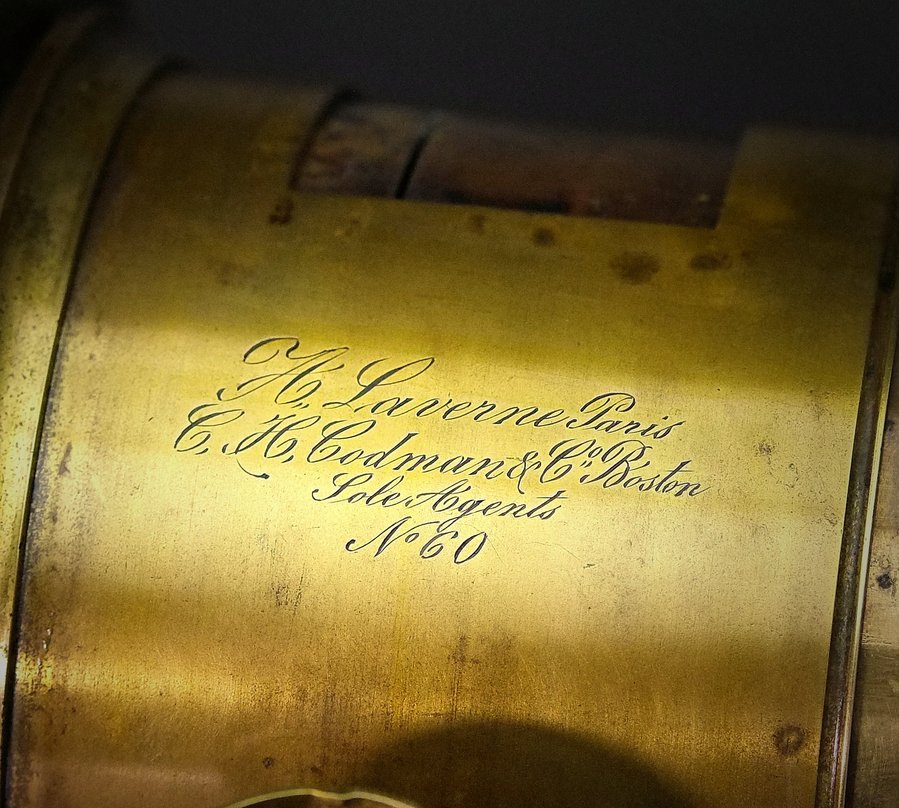 A. Laverne Paris
C. H. Codman & Co. Boston
Sole Agents
No 60